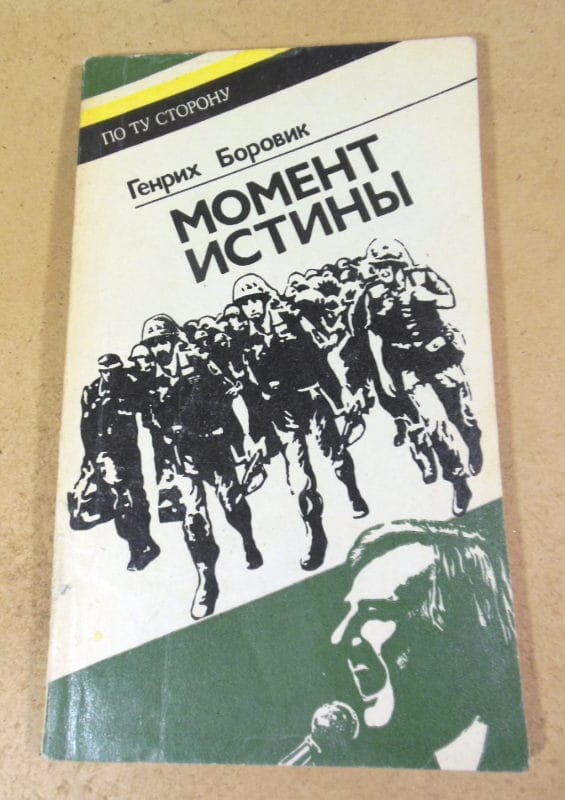 ПО ТУ СТОРОНУ
Генрих Боровик
МОМЕНТ
ИСТИНЫ